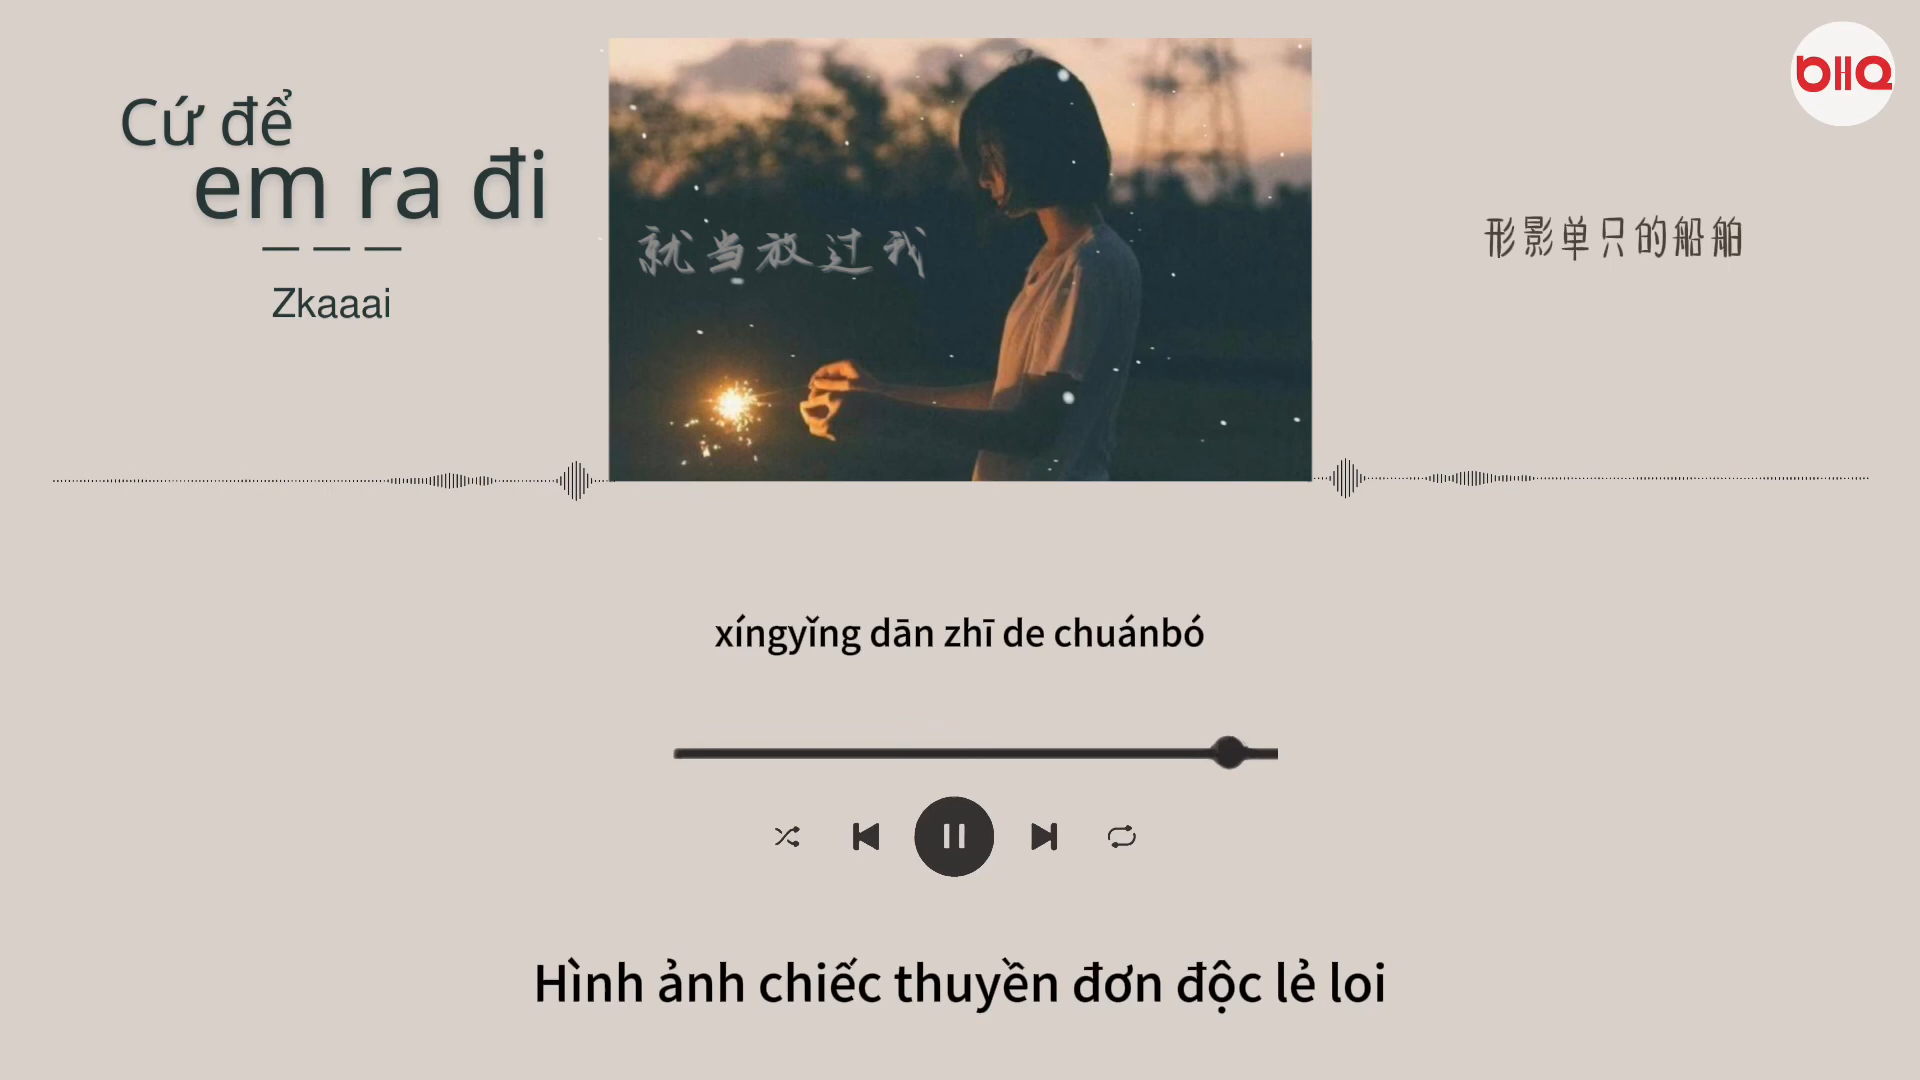 Cứ để
em ra đi
Zkaaai
就当放过我
形影单只的船舶
BHQ
xíngyǐng dān zhī de chuánbó
Hình ảnh chiếc thuyền đơn độc lẻ loi